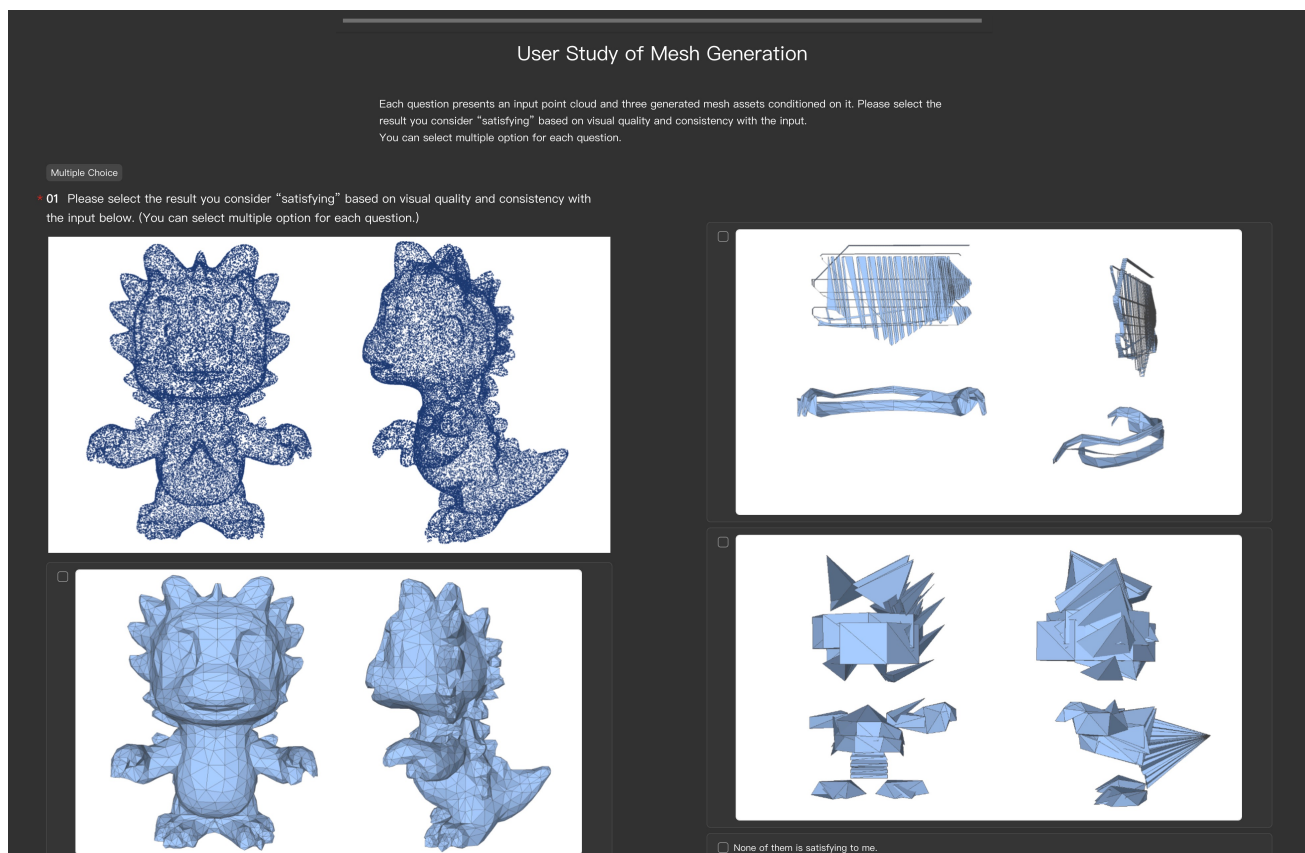 User Study of Mesh Generation
Each question presents an input point cloud and three generated mesh assets conditioned on it. Please select the
result you consider “satisfying” based on visual quality and consistency with the input.
You can select multiple option for each question.
Multiple Choice
* 01 Please select the result you consider “satisfying” based on visual quality and consistency with
the input below. (You can select multiple option for each question.)
None of them is satisfying to me.